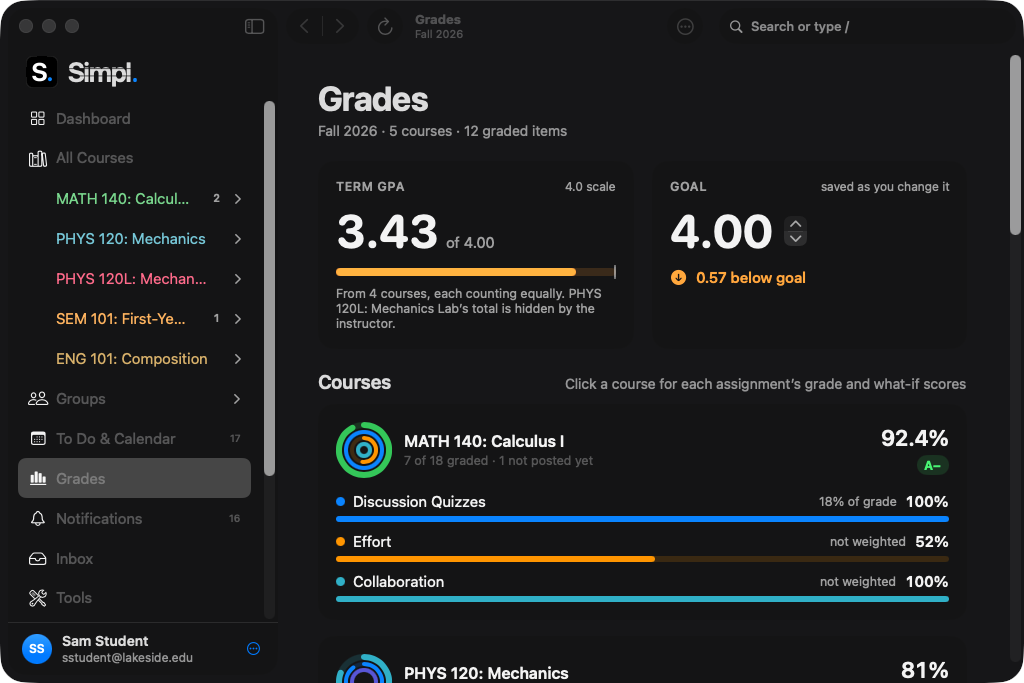 Grades
Fall 2026
Search or type /
S.
Simpl.
Dashboard
All Courses
MATH 140: Calcul... 2
PHYS 120: Mechanics
PHYS 120L: Mechan...
SEM 101: First-Ye... 1
ENG 101: Composition
Groups
To Do & Calendar 17
Grades
Notifications 16
Inbox
Tools
SS
Sam Student
sstudent@lakeside.edu
Grades
Fall 2026 · 5 courses · 12 graded items
TERM GPA 4.0 scale
3.43 of 4.00
From 4 courses, each counting equally. PHYS
120L: Mechanics Lab’s total is hidden by the
instructor.
GOAL saved as you change it
4.00
0.57 below goal
Courses Click a course for each assignment’s grade and what-if scores
MATH 140: Calculus I 92.4%
7 of 18 graded · 1 not posted yet A−
Discussion Quizzes 18% of grade 100%
Effort not weighted 52%
Collaboration not weighted 100%
PHYS 120: Mechanics 81%